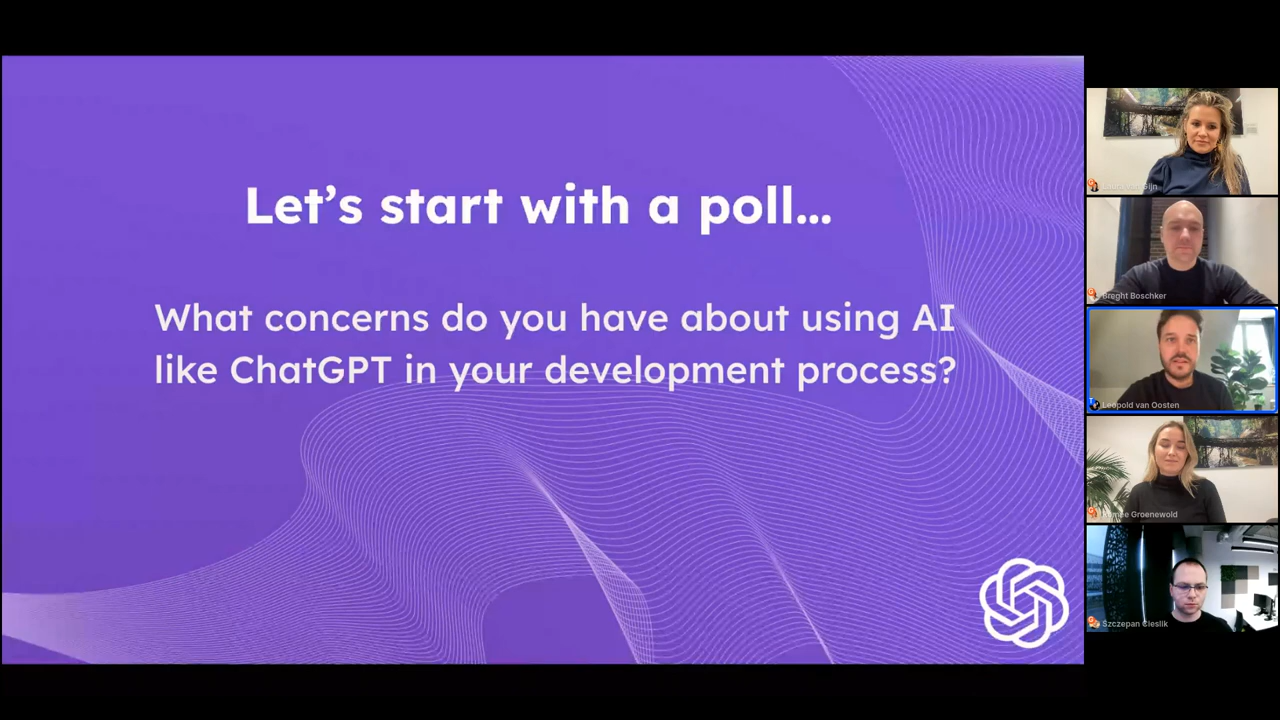 Let's start with a poll...
What concerns do you have about using AI
like ChatGPT in your development process?
Breght Boschker
Leopold van Oosten
Groenewold
Szczepan Cieslik